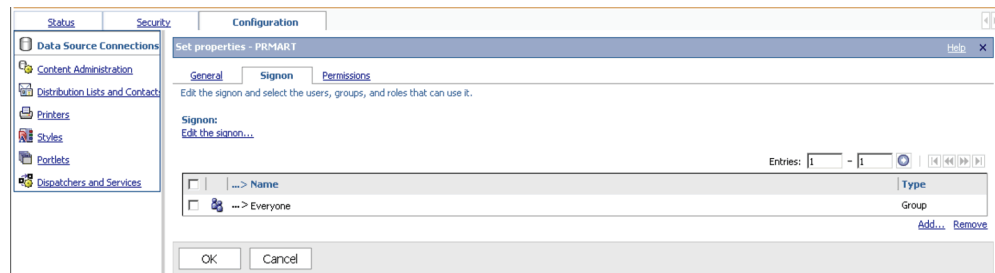 Status Security Configuration
Data Source Connections
Content Administration
Distribution Lists and Contacts
Printers
Styles
Portlets
Dispatchers and Services
Set properties - PRMART Help
General Signon Permissions
Edit the signon and select the users, groups, and roles that can use it.
Signon:
Edit the signon...
Entries: 1 - 1
...> Name Type
...> Everyone Group
Add... Remove
OK Cancel